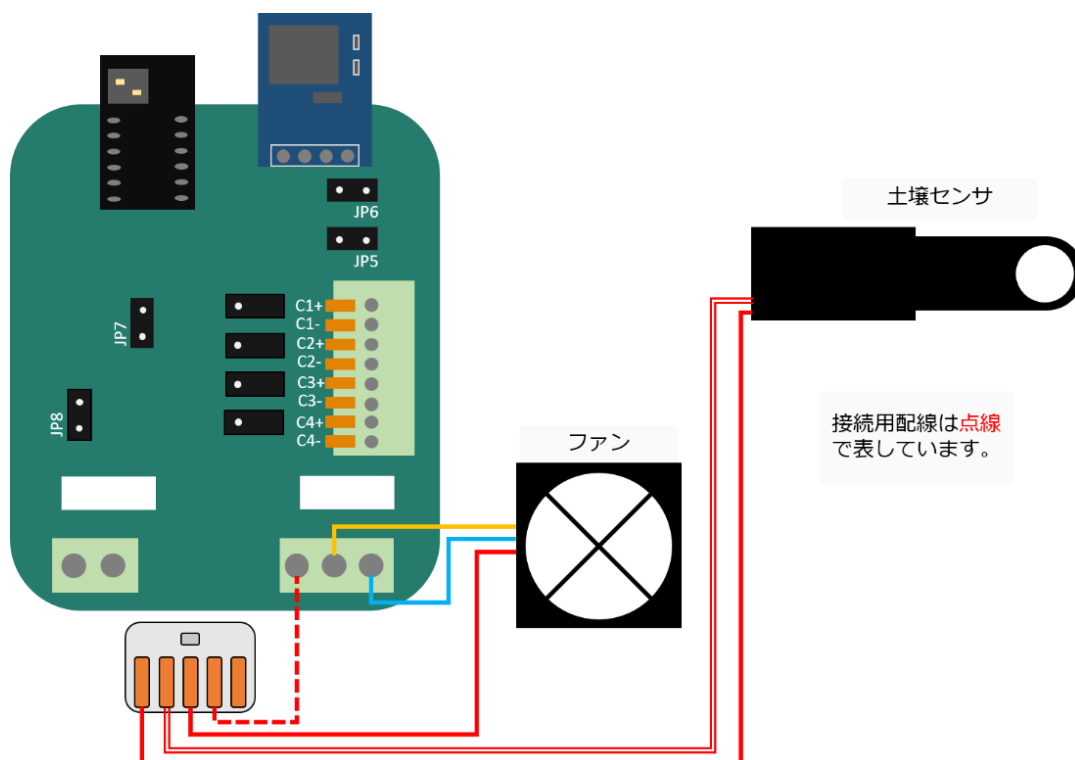 土壌センサ
JP6
JP5
C1+
C1-
C2+
C2-
C3+
C3-
C4+
C4-
JP7
JP8
接続用配線は点線
で表しています。
ファン